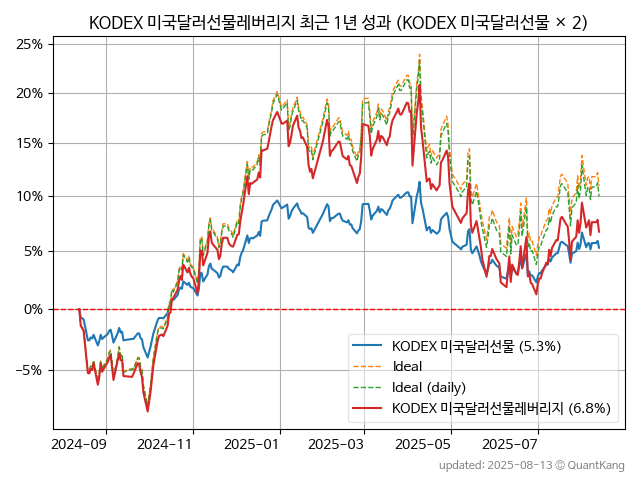 KODEX 미국달러선물레버리지 최근 1년 성과 (KODEX 미국달러선물 × 2)
25%
20%
15%
10%
5%
0%
−5%
KODEX 미국달러선물 (5.3%)
Ideal
Ideal (daily)
KODEX 미국달러선물레버리지 (6.8%)
2024−09 2024−11 2025−01 2025−03 2025−05 2025−07
updated: 2025-08-13 © QuantKang